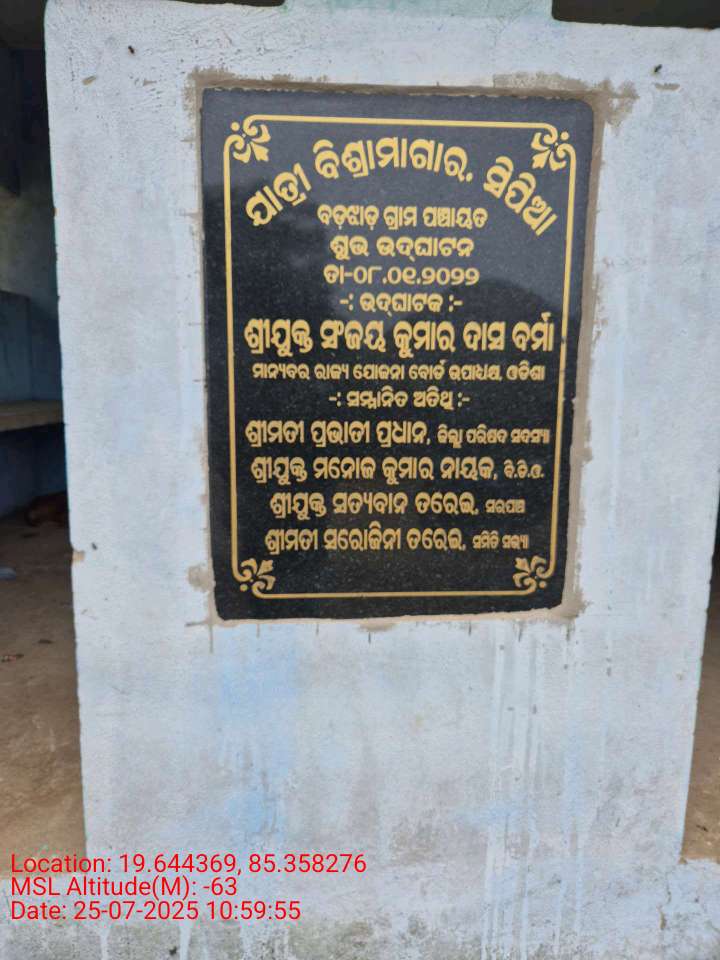 ଯାତ୍ରୀ ବିଶ୍ରାମାଗାର, ସିପିଆ
ବଡ଼ଝାଡ଼ ଗ୍ରାମ ପଞ୍ଚାୟତ
ଶୁଭ ଉଦ୍‌ଘାଟନ
ତା-୦୮.୦୧.୨୦୨୨
-: ଉଦ୍‌ଘାଟକ :-
ଶ୍ରୀଯୁକ୍ତ ସଂଜୟ କୁମାର ଦାସ ବର୍ମା
ମାନ୍ୟବର ରାଜ୍ୟ ଯୋଜନା ବୋର୍ଡ ଉପାଧକ୍ଷ, ଓଡିଶା
-: ସମ୍ମାନିତ ଅତିଥି :-
ଶ୍ରୀମତୀ ପ୍ରଭାତୀ ପ୍ରଧାନ, ଜିଲ୍ଲା ପରିଷଦ ସଦସ୍ୟା
ଶ୍ରୀଯୁକ୍ତ ମନୋଜ କୁମାର ନାୟକ, ବି.ଡି.ଓ.
ଶ୍ରୀଯୁକ୍ତ ସତ୍ୟବାନ ତରେଇ, ସରପଞ୍ଚ
ଶ୍ରୀମତୀ ସରୋଜିନୀ ତରେଇ, ସମିତି ସଭ୍ୟା
Location: 19.644369, 85.358276
MSL Altitude(M): -63
Date: 25-07-2025 10:59:55